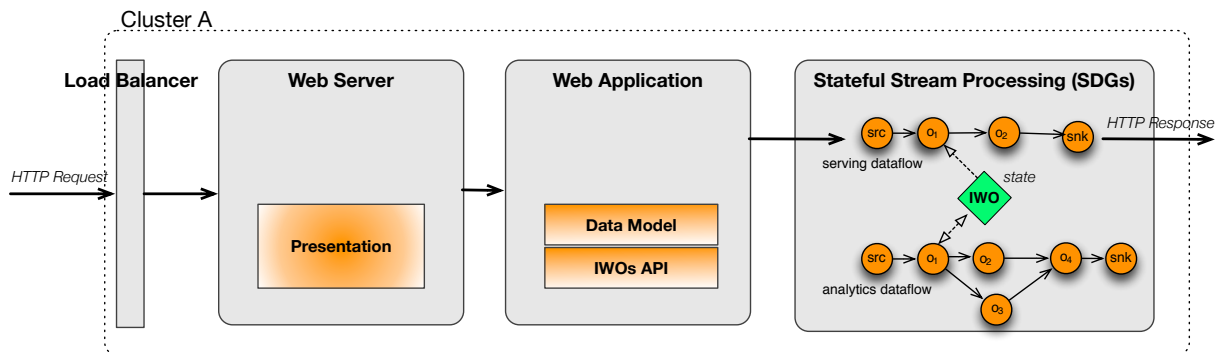 Cluster A
Load Balancer
Web Server
Web Application
Stateful Stream Processing (SDGs)
HTTP Request
Presentation
Data Model
IWOs API
src
o1
o2
snk
HTTP Response
serving dataflow
state
IWO
src
o1
o2
o4
snk
analytics dataflow
o3